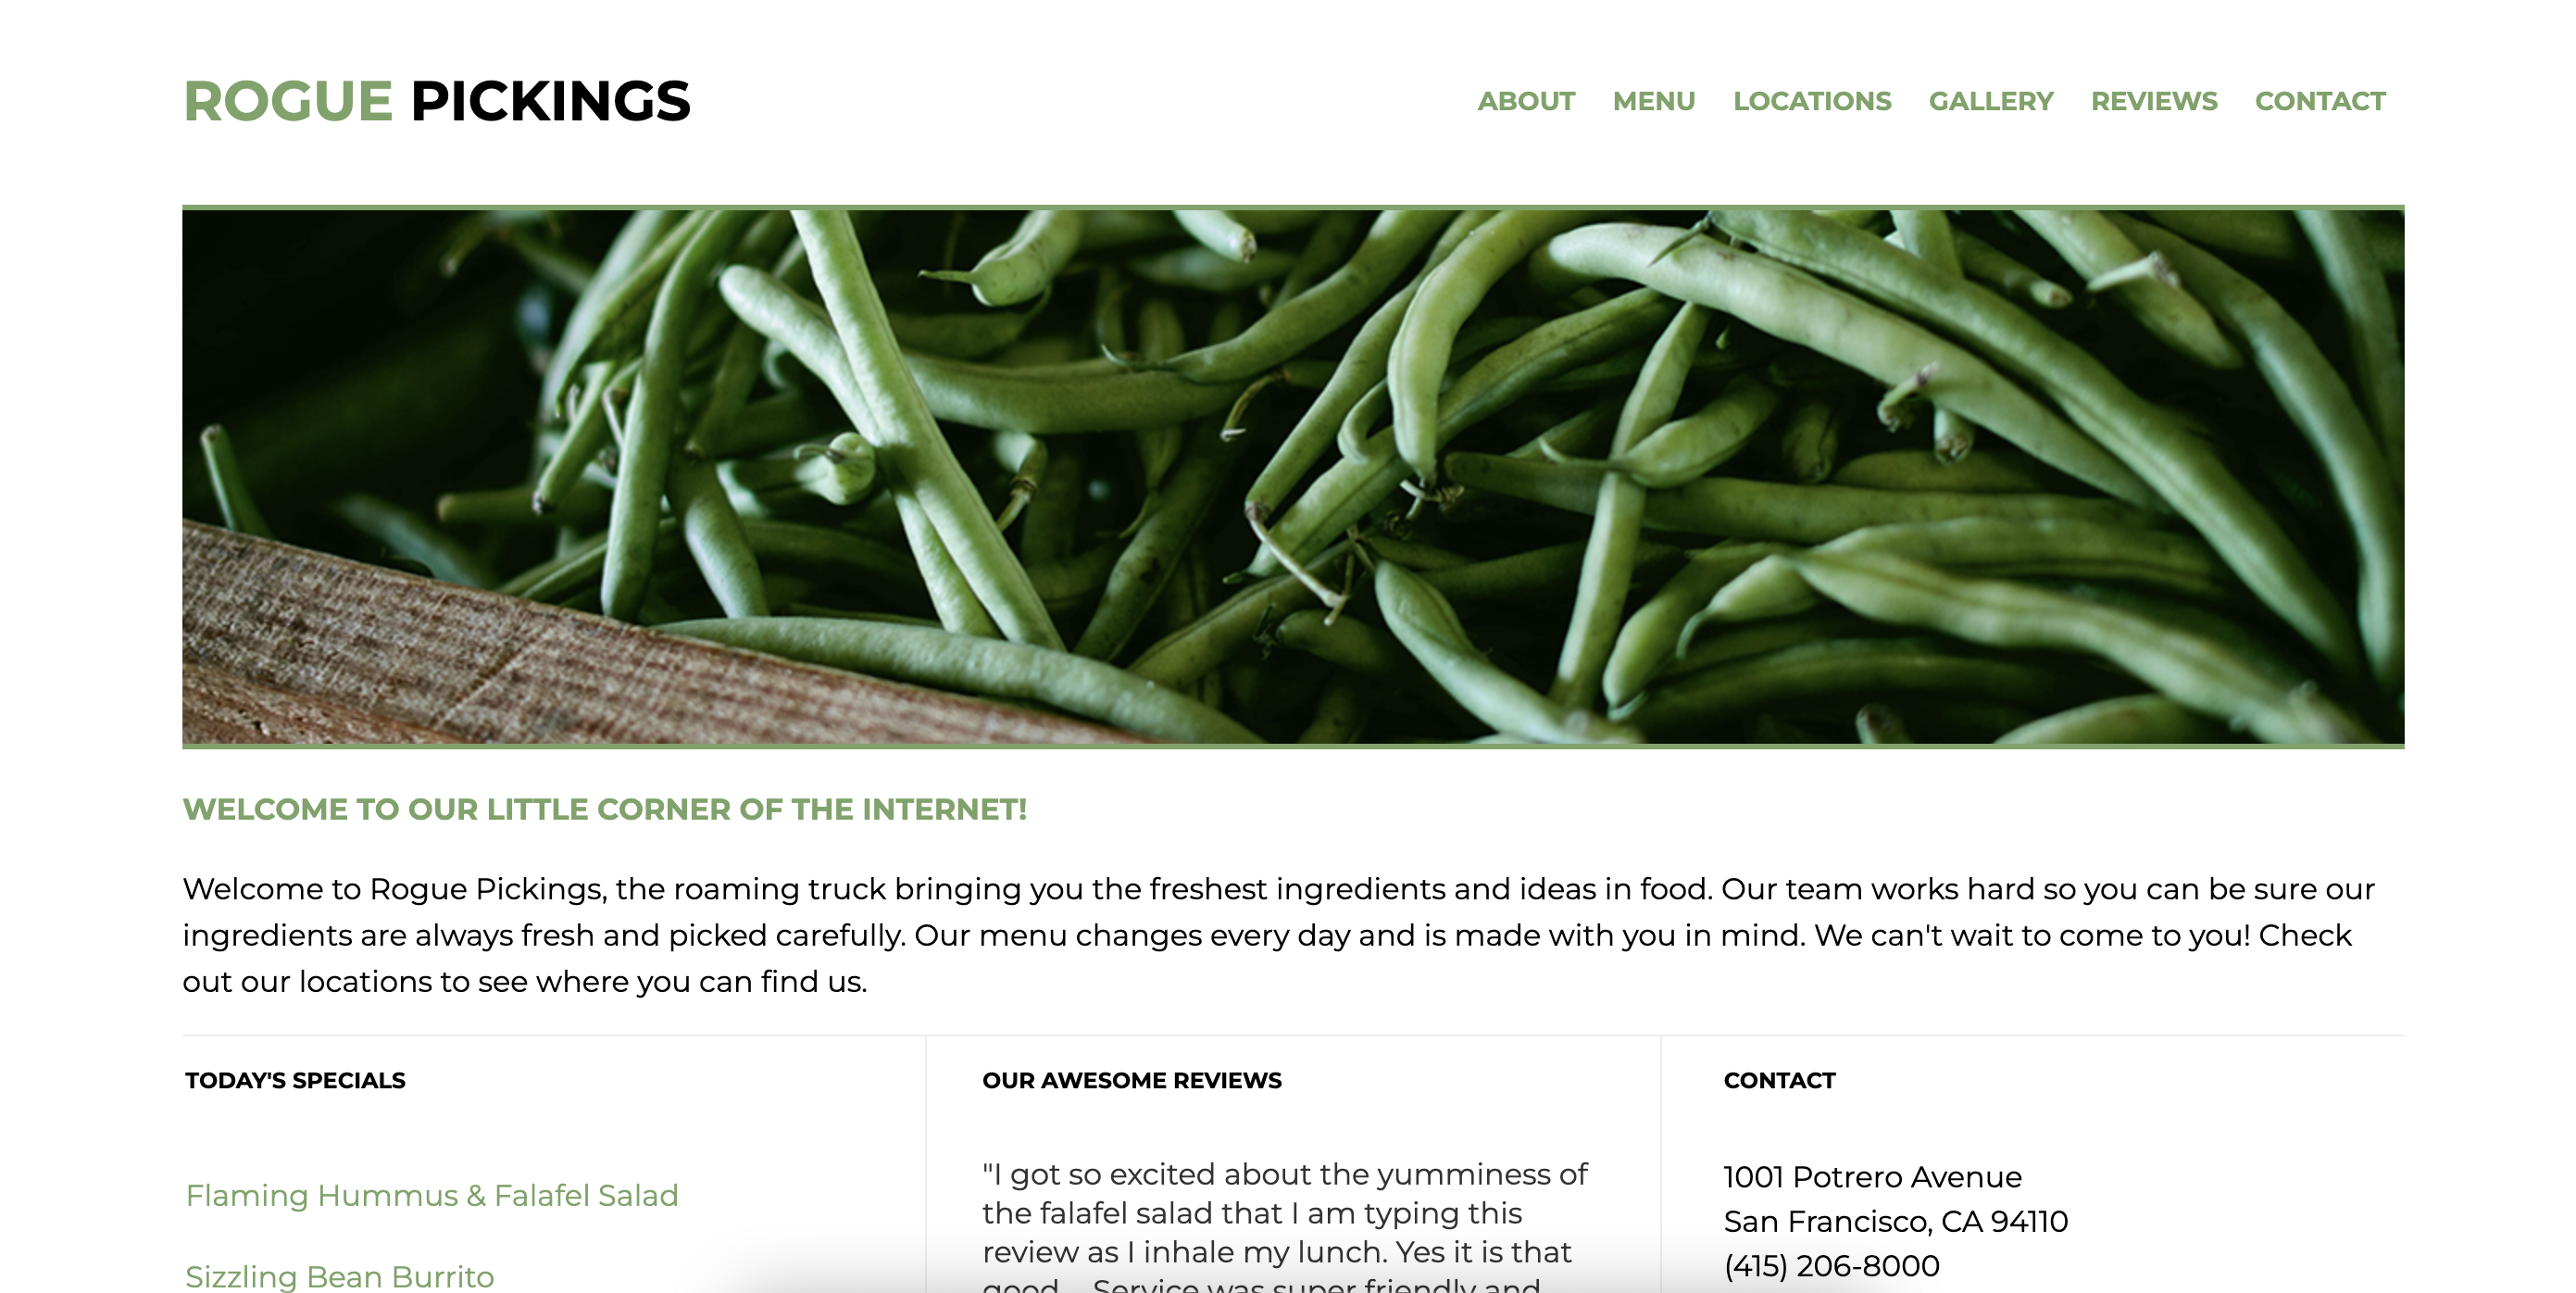 ROGUE PICKINGS
ABOUT MENU LOCATIONS GALLERY REVIEWS CONTACT
WELCOME TO OUR LITTLE CORNER OF THE INTERNET!
Welcome to Rogue Pickings, the roaming truck bringing you the freshest ingredients and ideas in food. Our team works hard so you can be sure our
ingredients are always fresh and picked carefully. Our menu changes every day and is made with you in mind. We can't wait to come to you! Check
out our locations to see where you can find us.
TODAY'S SPECIALS
Flaming Hummus & Falafel Salad
Sizzling Bean Burrito
OUR AWESOME REVIEWS
"I got so excited about the yumminess of
the falafel salad that I am typing this
review as I inhale my lunch. Yes it is that
good... Service was super friendly and
CONTACT
1001 Potrero Avenue
San Francisco, CA 94110
(415) 206-8000